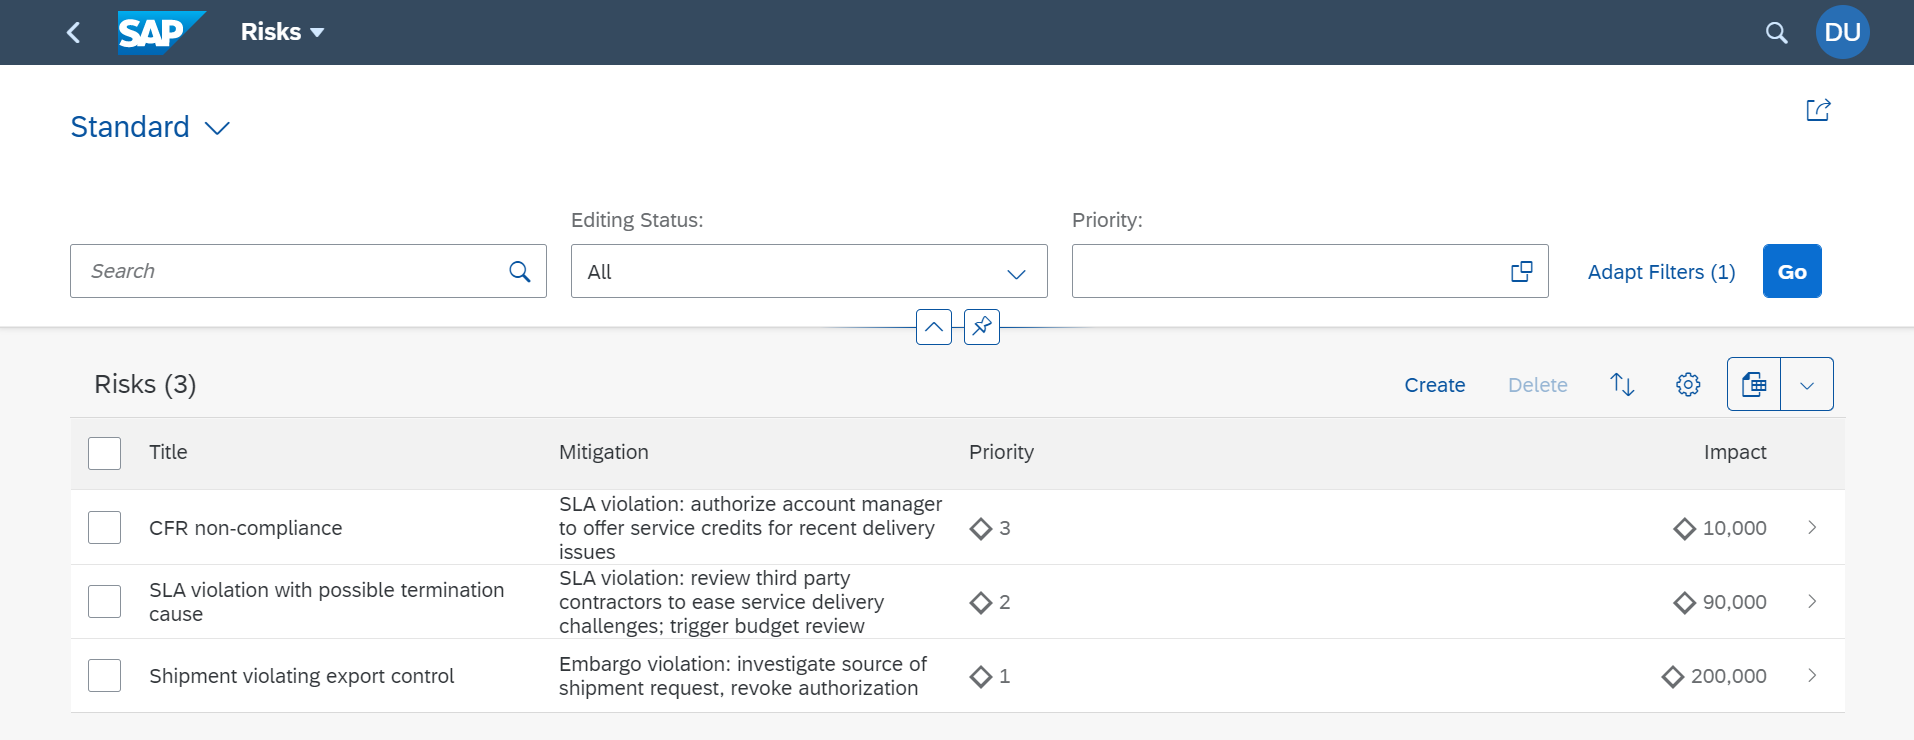 SAP Risks DU
Standard
Editing Status: Priority:
Search All Adapt Filters (1) Go
Risks (3) Create Delete
Title Mitigation Priority Impact
CFR non-compliance
SLA violation: authorize account manager
to offer service credits for recent delivery
issues
3 10,000
SLA violation with possible termination
cause
SLA violation: review third party
contractors to ease service delivery
challenges; trigger budget review
2 90,000
Shipment violating export control
Embargo violation: investigate source of
shipment request, revoke authorization
1 200,000